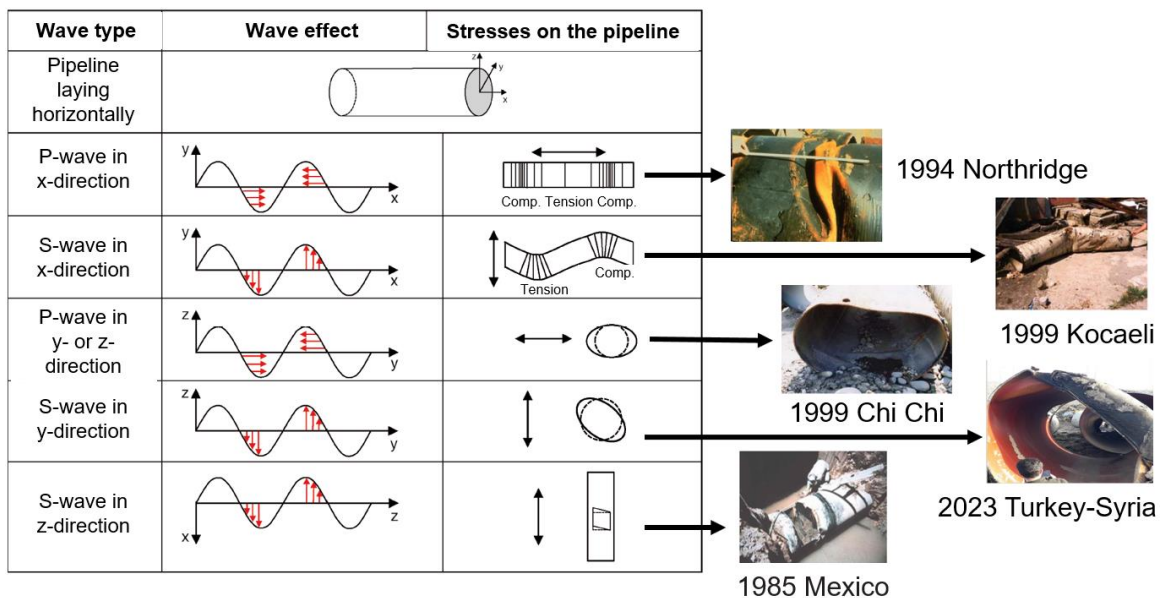 Wave type
Wave effect
Stresses on the pipeline
Pipeline
laying
horizontally
z
y
x
P-wave in
x-direction
y
x
Comp. Tension Comp.
1994 Northridge
S-wave in
x-direction
y
x
Tension
Comp.
1999 Kocaeli
P-wave in
y- or z-
direction
z
y
1999 Chi Chi
S-wave in
y-direction
z
y
2023 Turkey-Syria
S-wave in
z-direction
x
z
1985 Mexico